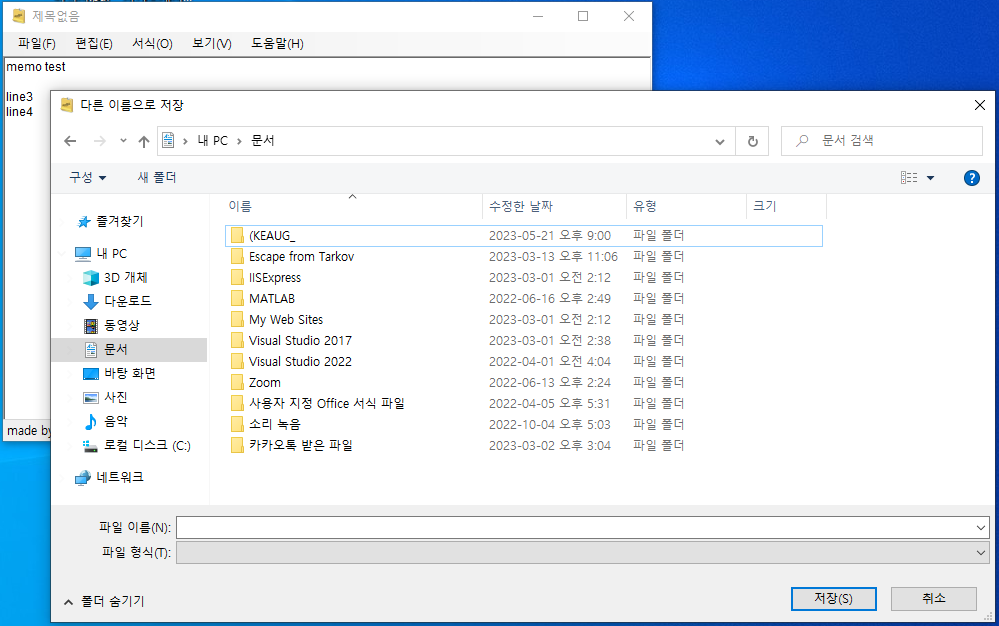 제목없음
파일(F) 편집(E) 서식(O) 보기(V) 도움말(H)
memo test
line3
line4
made by
다른 이름으로 저장
내 PC > 문서
문서 검색
구성 새 폴더
?
즐겨찾기
내 PC
3D 개체
다운로드
동영상
문서
바탕 화면
사진
음악
로컬 디스크 (C:)
네트워크
이름 수정한 날짜 유형 크기
(KEAUG_ 2023-05-21 오후 9:00 파일 폴더
Escape from Tarkov 2023-03-13 오후 11:06 파일 폴더
IISExpress 2023-03-01 오전 2:12 파일 폴더
MATLAB 2022-06-16 오후 2:49 파일 폴더
My Web Sites 2023-03-01 오전 2:12 파일 폴더
Visual Studio 2017 2023-03-01 오전 2:38 파일 폴더
Visual Studio 2022 2022-04-01 오전 4:04 파일 폴더
Zoom 2022-06-13 오후 2:24 파일 폴더
사용자 지정 Office 서식 파일 2022-04-05 오후 5:31 파일 폴더
소리 녹음 2022-10-04 오후 5:03 파일 폴더
카카오톡 받은 파일 2023-03-02 오후 3:04 파일 폴더
파일 이름(N):
파일 형식(T):
폴더 숨기기
저장(S) 취소